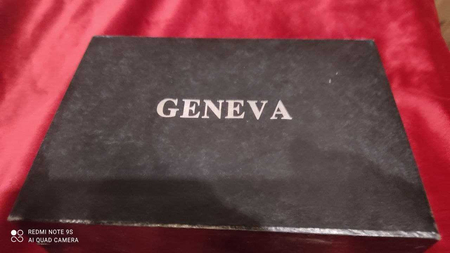 GENEVA
REDMI NOTE 9S
AI QUAD CAMERA